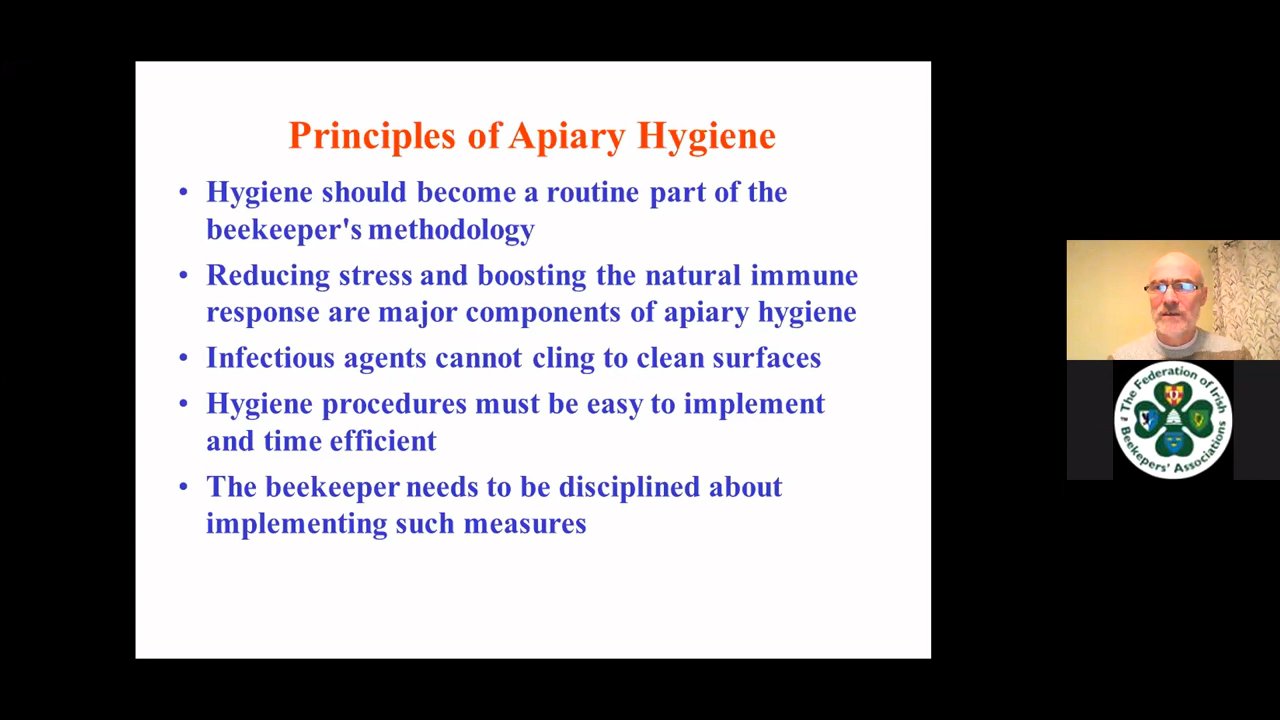 Principles of Apiary Hygiene
• Hygiene should become a routine part of the
beekeeper's methodology
• Reducing stress and boosting the natural immune
response are major components of apiary hygiene
• Infectious agents cannot cling to clean surfaces
• Hygiene procedures must be easy to implement
and time efficient
• The beekeeper needs to be disciplined about
implementing such measures
The Federation of Irish
Beekepers' Associations